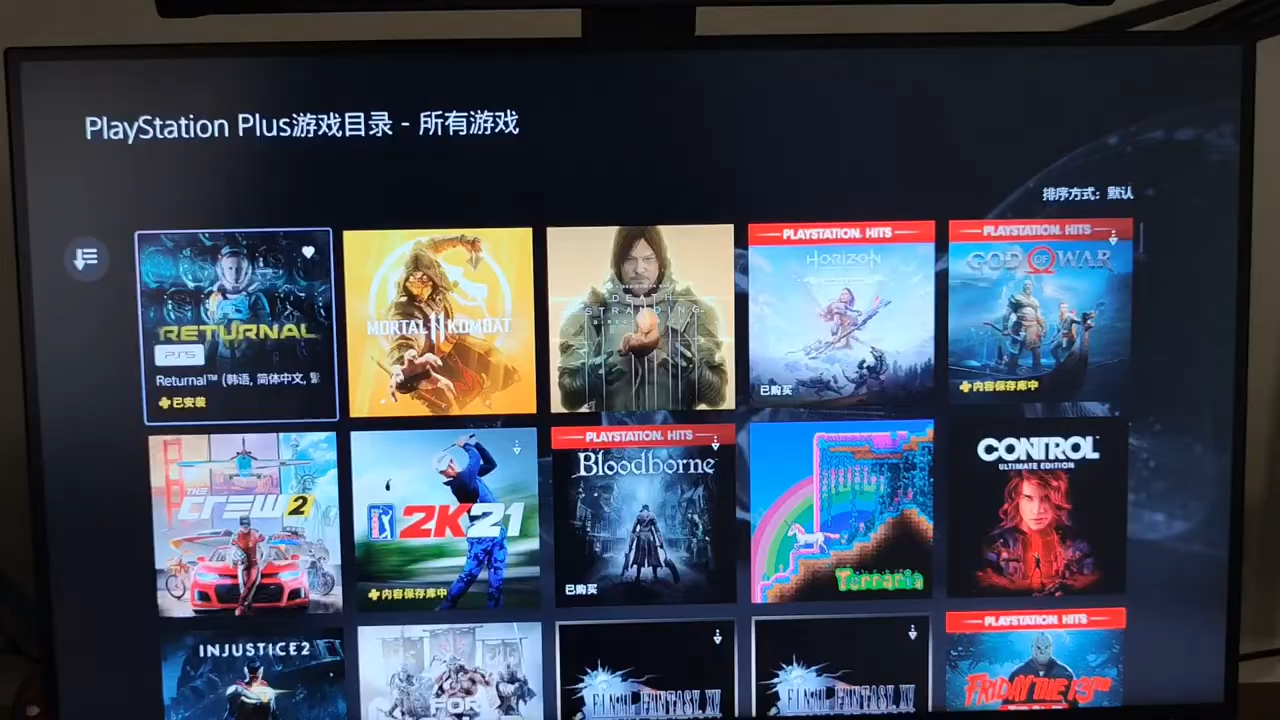 PlayStation Plus游戏目录 - 所有游戏
排序方式：默认
RETURNAL
PS5
Returnal™ (韩语, 简体中文, 繁
已安装
MORTAL KOMBAT 11
DEATH
STRANDING
PLAYSTATION HITS
HORIZON
已购买
PLAYSTATION HITS
GOD OF WAR
内容保存库中
THE
CREW 2
PGA
TOUR
2K21
内容保存库中
PLAYSTATION HITS
Bloodborne
已购买
Terraria
CONTROL
ULTIMATE EDITION
INJUSTICE 2
FOR
FINAL FANTASY XV
FINAL FANTASY XV
PLAYSTATION HITS
FRIDAY THE 13TH